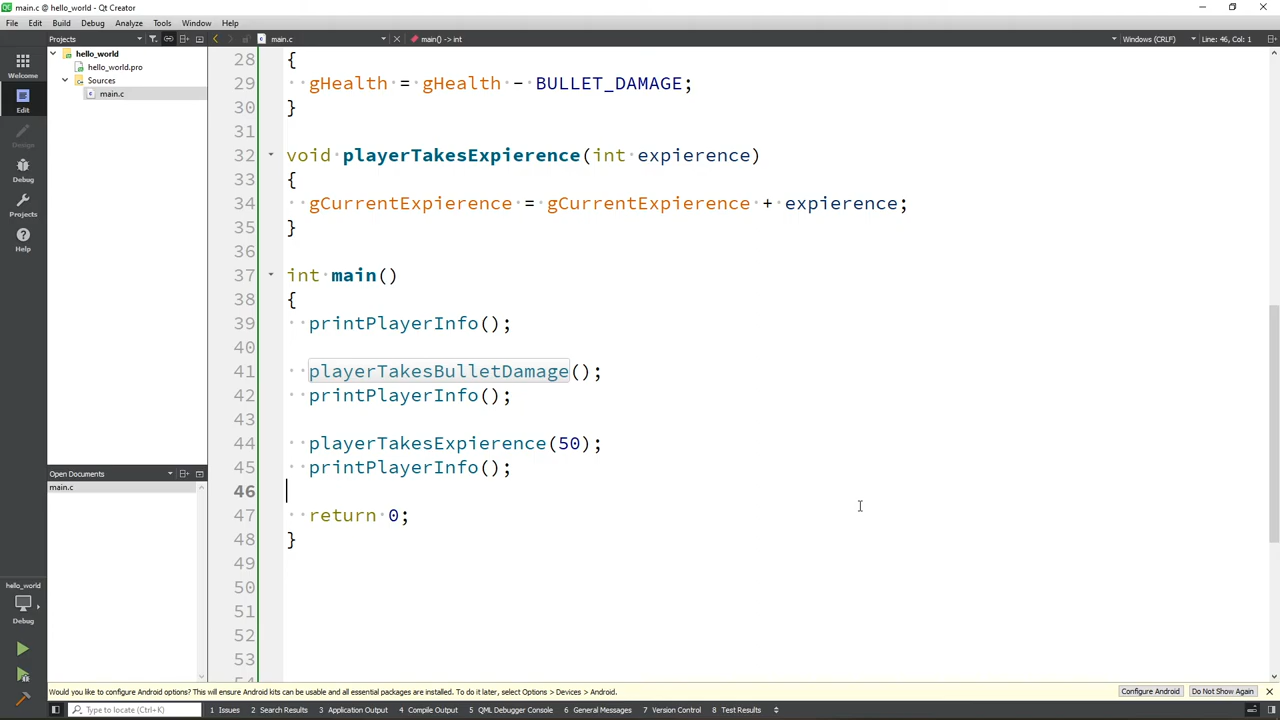 main.c @ hello_world - Qt Creator
File Edit Build Debug Analyze Tools Window Help
Projects main.c main() -> int Windows (CRLF) Line: 46, Col: 1
hello_world
hello_world.pro
Sources
main.c
Welcome
Edit
Design
Debug
Projects
Help
28 {
29 gHealth = gHealth - BULLET_DAMAGE;
30 }
31
32 void playerTakesExpierence(int expierence)
33 {
34 gCurrentExpierence = gCurrentExpierence + expierence;
35 }
36
37 int main()
38 {
39 printPlayerInfo();
40
41 playerTakesBulletDamage();
42 printPlayerInfo();
43
44 playerTakesExpierence(50);
45 printPlayerInfo();
46
47 return 0;
48 }
49
50
51
52
53
Open Documents
main.c
hello_world
Debug
Would you like to configure Android options? This will ensure Android kits can be usable and all essential packages are installed. To do it later, select Options > Devices > Android. Configure Android Do Not Show Again
Type to locate (Ctrl+K) 1 Issues 2 Search Results 3 Application Output 4 Compile Output 5 QML Debugger Console 6 General Messages 7 Version Control 8 Test Results